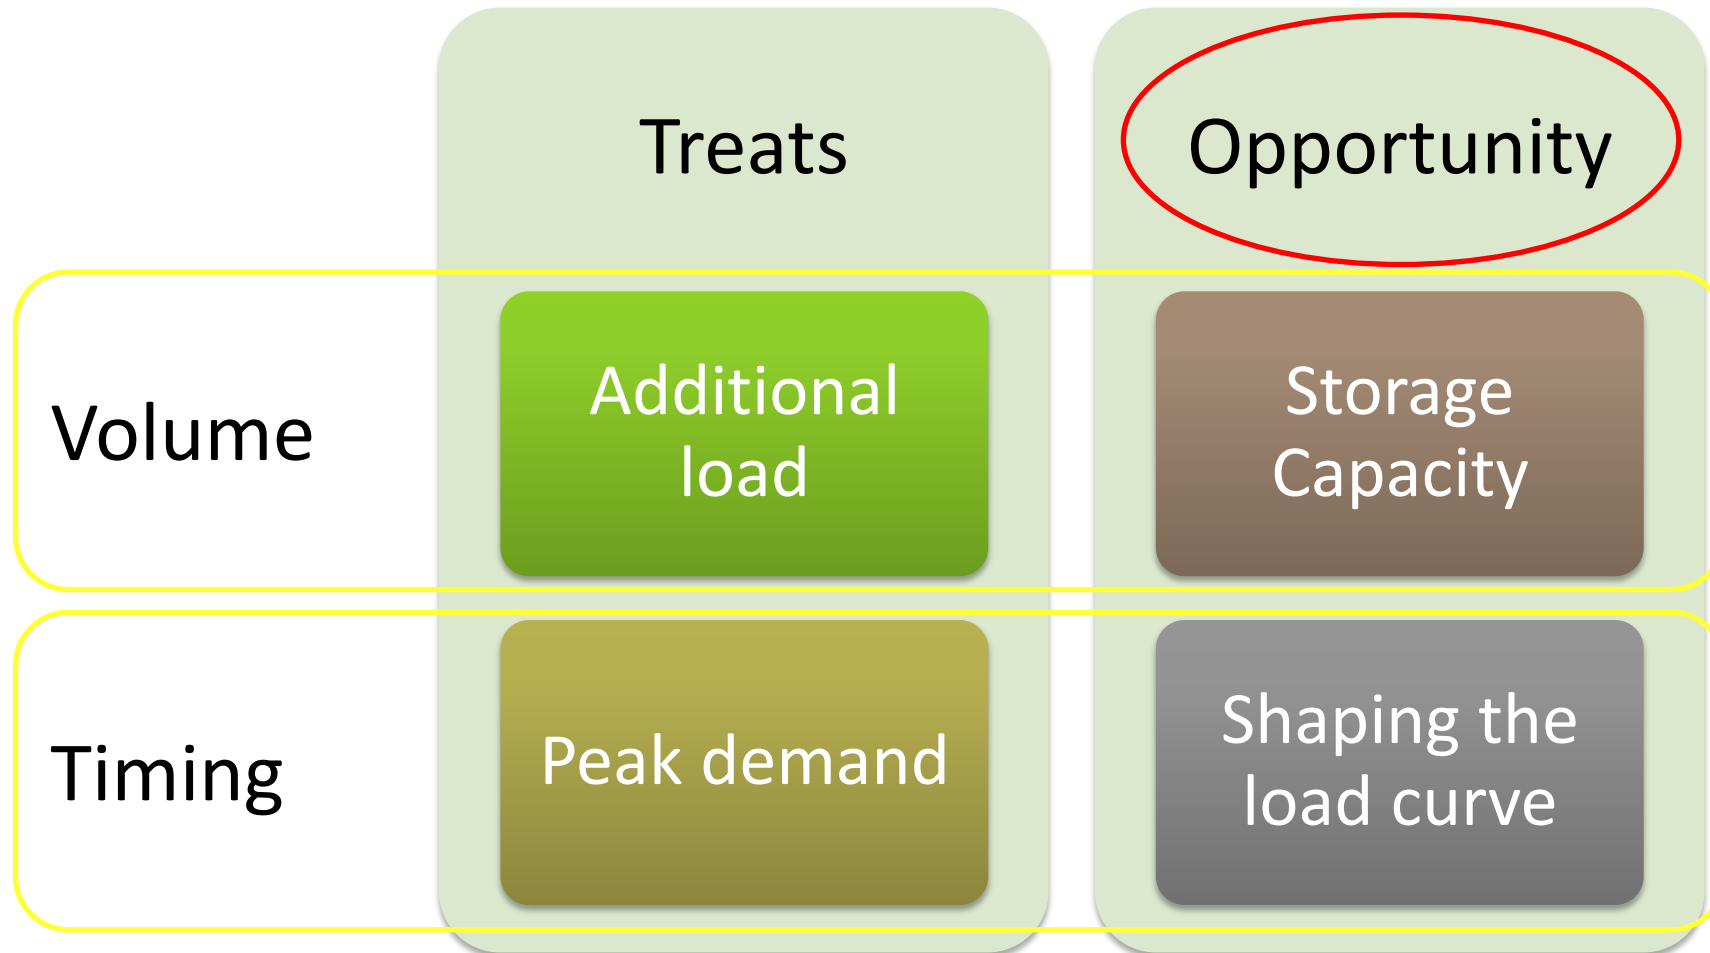 Treats
Opportunity
Volume
Additional
load
Storage
Capacity
Timing
Peak demand
Shaping the
load curve